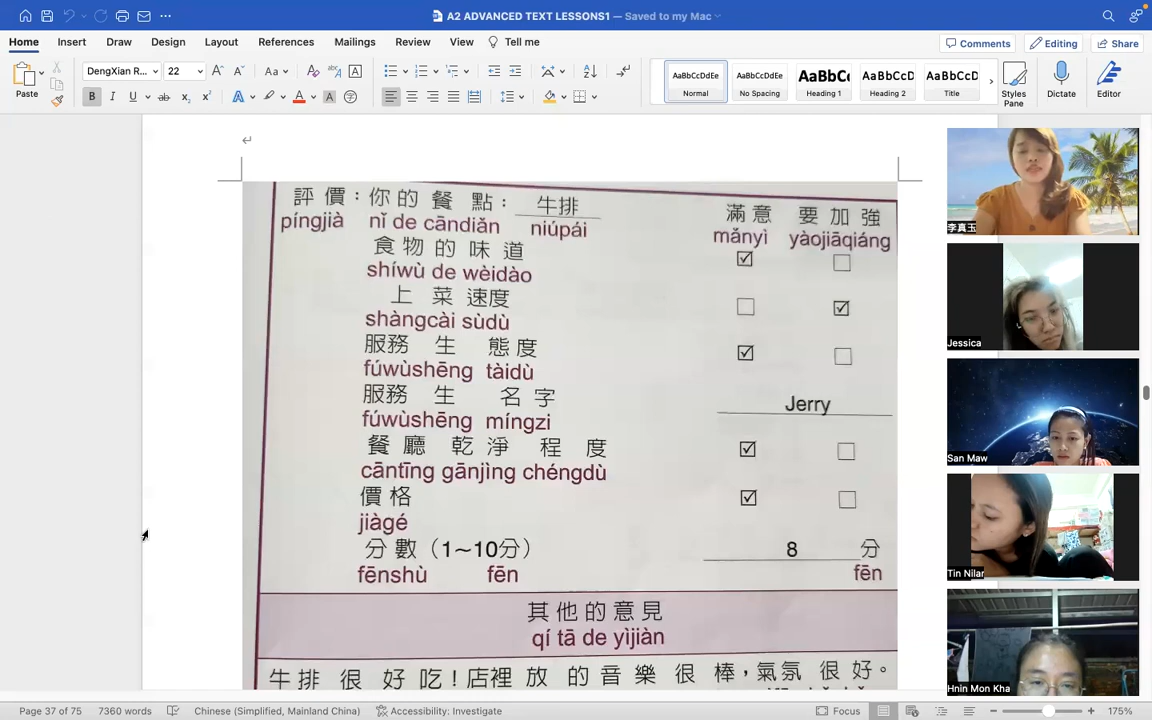 A2 ADVANCED TEXT LESSONS1 — Saved to my Mac
Home Insert Draw Design Layout References Mailings Review View Tell me Comments Editing Share
Paste
DengXian R... 22
AaBbCcDdEe AaBbCcDdEe AaBbCc AaBbCcD AaBbCcD
Normal No Spacing Heading 1 Heading 2 Title
Styles Pane
Dictate
Editor
評價：你的餐點：牛排 滿意 要加強
píngjià nǐ de cāndiǎn niúpái mǎnyì yàojiāqiáng
食物的味道
shíwù de wèidào
上菜速度
shàngcài sùdù
服務生態度
fúwùshēng tàidù
服務生名字 Jerry
fúwùshēng míngzi
餐廳乾淨程度
cāntīng gānjìng chéngdù
價格
jiàgé
分數（1~10分） 8 分
fēnshù fēn fēn
其他的意見
qí tā de yìjiàn
牛排很好吃！店裡放的音樂很棒，氣氛很好。
李真玉
Jessica
San Maw
Tin Nilar
Hnin Mon Kha
Page 37 of 75 7360 words Chinese (Simplified, Mainland China) Accessibility: Investigate Focus 175%